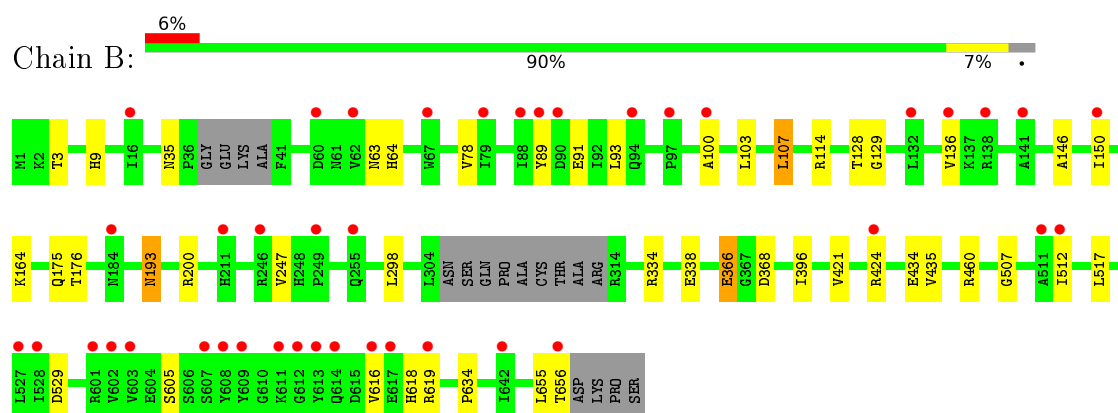 6%
Chain B:
90% 7% •
M1 K2 T3 H9 I16 N35 P36 GLY GLU LYS ALA F41 D60 N61 V62 N63 H64 W67 V78 I79 I88 Y89 D90 E91 I92 L93 Q94 P97 A100 L103 L107 R114 T128 G129 L132 V136 K137 R138 A141 A146 I150
K164 Q175 T176 N184 N193 R200 H211 R246 V247 H248 P249 Q255 L298 L304 ASN SER GLN PRO ALA CYS THR ALA ARG R314 R334 E338 E366 G367 D368 I396 V421 R424 E434 V435 R460 G507 A511 I512 L517
L527 I528 D529 R601 V602 V603 E604 S605 S606 S607 Y608 Y609 G610 K611 G612 Y613 Q614 D615 V616 E617 H618 R619 P634 I642 L655 T656 ASP LYS PRO SER